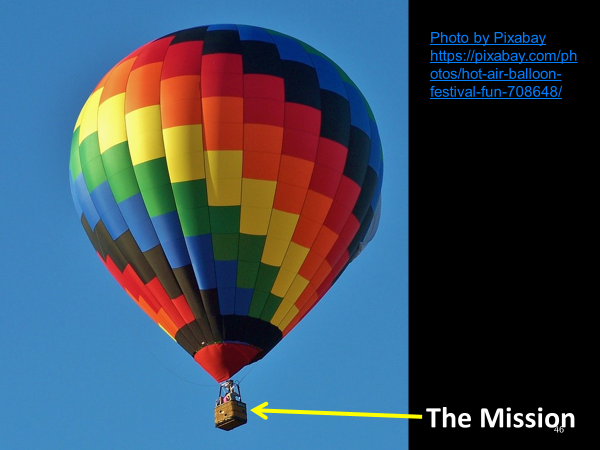 Photo by Pixabay
https://pixabay.com/ph
otos/hot-air-balloon-
festival-fun-708648/
The Mission
46